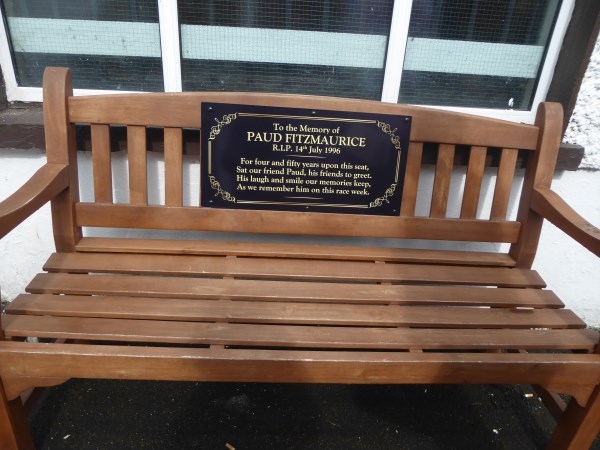 To the Memory of
PAUD FITZMAURICE
R.I.P. 14th July 1996
For four and fifty years upon this seat,
Sat our friend Paud, his friends to greet.
His laugh and smile our memories keep,
As we remember him on this race week.